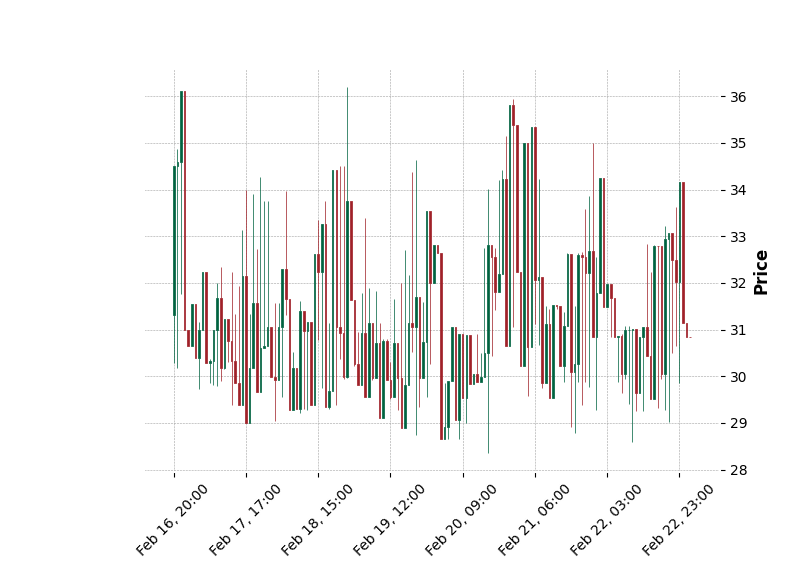 36
35
34
33
32
31
30
29
28
Price
Feb 16, 20:00
Feb 17, 17:00
Feb 18, 15:00
Feb 19, 12:00
Feb 20, 09:00
Feb 21, 06:00
Feb 22, 03:00
Feb 22, 23:00